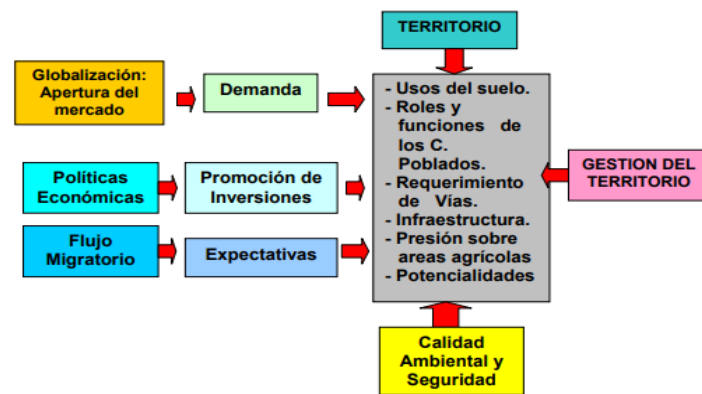 TERRITORIO
Globalización:
Apertura del
mercado
Demanda
- Usos del suelo.
- Roles y
funciones de
los C.
Poblados.
- Requerimiento
de Vías.
- Infraestructura.
- Presión sobre
areas agrícolas
- Potencialidades
GESTION DEL
TERRITORIO
Políticas
Económicas
Promoción de
Inversiones
Flujo
Migratorio
Expectativas
Calidad
Ambiental y
Seguridad